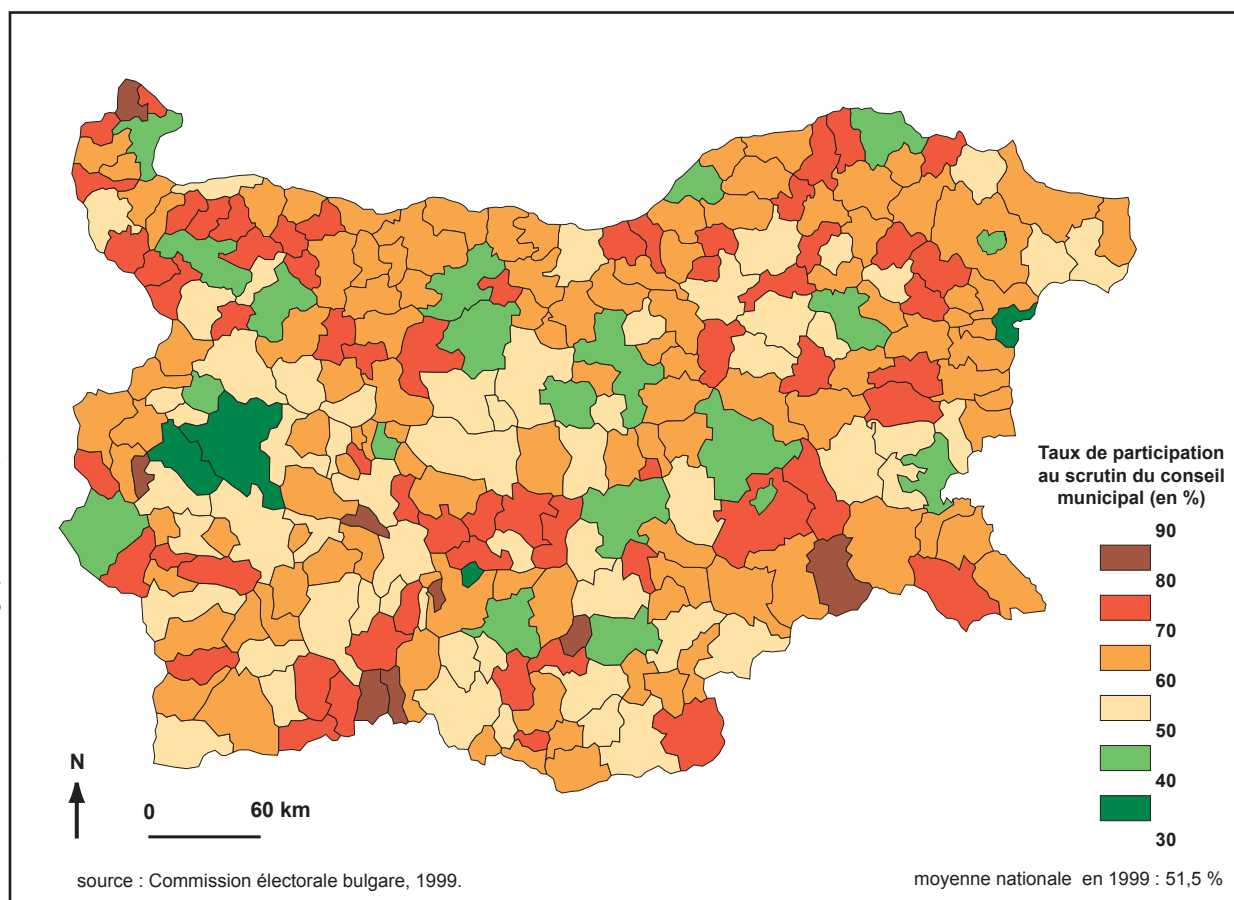 Taux de participation
au scrutin du conseil
municipal (en %)
90
80
70
60
50
40
30
N
0 60 km
source : Commission électorale bulgare, 1999.
moyenne nationale en 1999 : 51,5 %